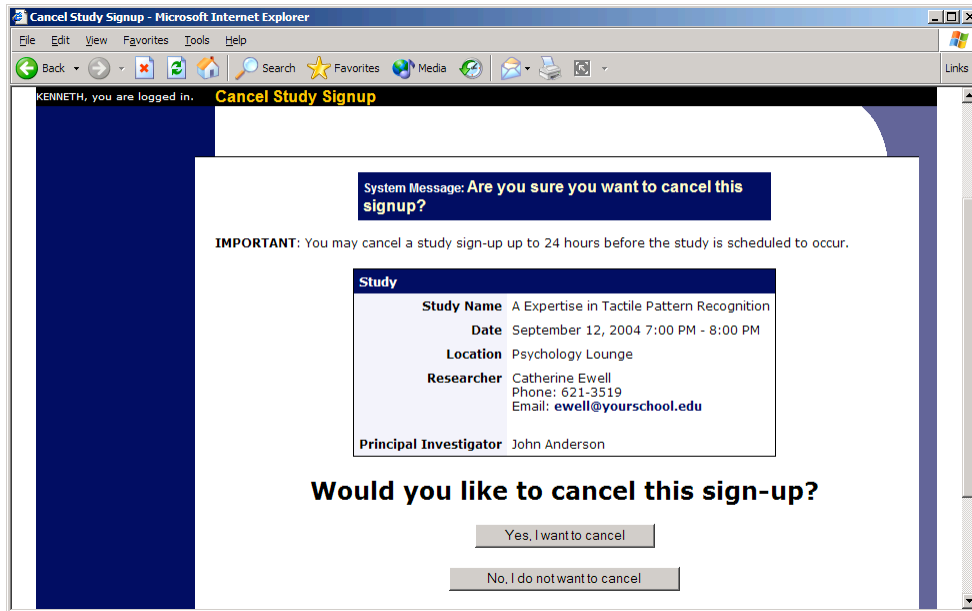 Cancel Study Signup - Microsoft Internet Explorer
File Edit View Favorites Tools Help
Back Search Favorites Media Links
KENNETH, you are logged in. Cancel Study Signup
System Message: Are you sure you want to cancel this
signup?
IMPORTANT: You may cancel a study sign-up up to 24 hours before the study is scheduled to occur.
Study
Study Name A Expertise in Tactile Pattern Recognition
Date September 12, 2004 7:00 PM - 8:00 PM
Location Psychology Lounge
Researcher Catherine Ewell
Phone: 621-3519
Email: ewell@yourschool.edu
Principal Investigator John Anderson
Would you like to cancel this sign-up?
Yes, I want to cancel
No, I do not want to cancel